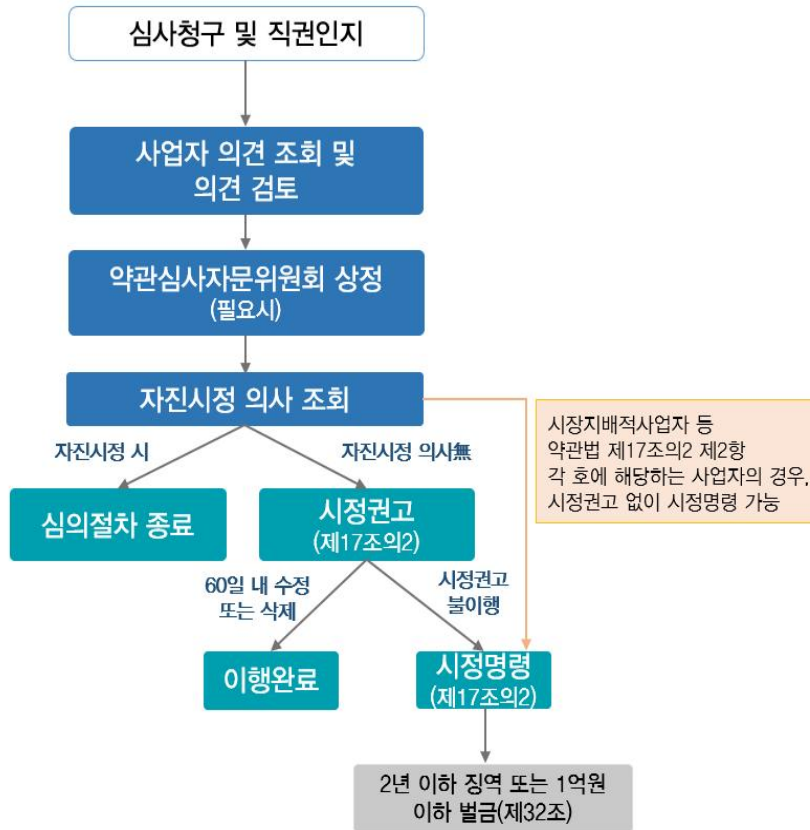 심사청구 및 직권인지
사업자 의견 조회 및
의견 검토
약관심사자문위원회 상정
(필요시)
자진시정 의사 조회
시장지배적사업자 등
약관법 제17조의2 제2항
각 호에 해당하는 사업자의 경우,
시정권고 없이 시정명령 가능
자진시정 시
자진시정 의사無
심의절차 종료
시정권고
(제17조의2)
60일 내 수정
또는 삭제
시정권고
불이행
이행완료
시정명령
(제17조의2)
2년 이하 징역 또는 1억원
이하 벌금(제32조)